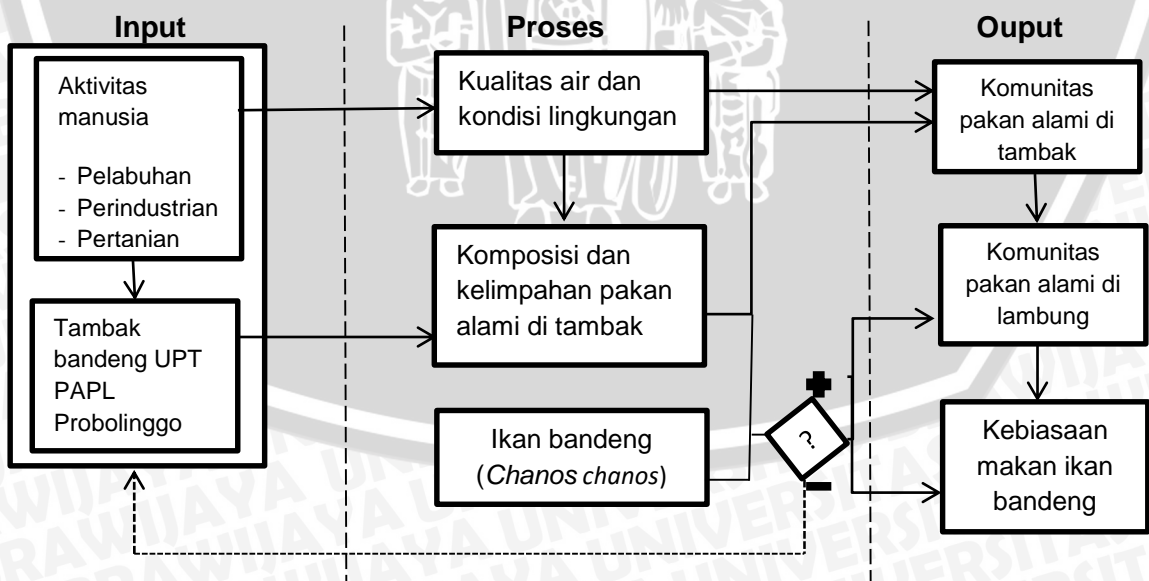 Input
Proses
Ouput
Aktivitas
manusia
- Pelabuhan
- Perindustrian
- Pertanian
Tambak
bandeng UPT
PAPL
Probolinggo
Kualitas air dan
kondisi lingkungan
Komposisi dan
kelimpahan pakan
alami di tambak
Ikan bandeng
(Chanos chanos)
+
?
-
Komunitas
pakan alami di
tambak
Komunitas
pakan alami di
lambung
Kebiasaan
makan ikan
bandeng